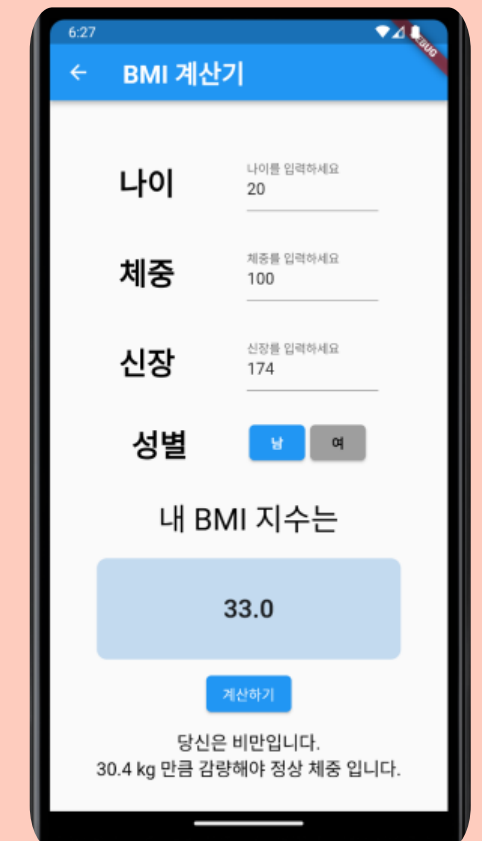 6:27
DEBUG
BMI 계산기
나이
나이를 입력하세요
20
체중
체중를 입력하세요
100
신장
신장를 입력하세요
174
성별
남
여
내 BMI 지수는
33.0
계산하기
당신은 비만입니다.
30.4 kg 만큼 감량해야 정상 체중 입니다.